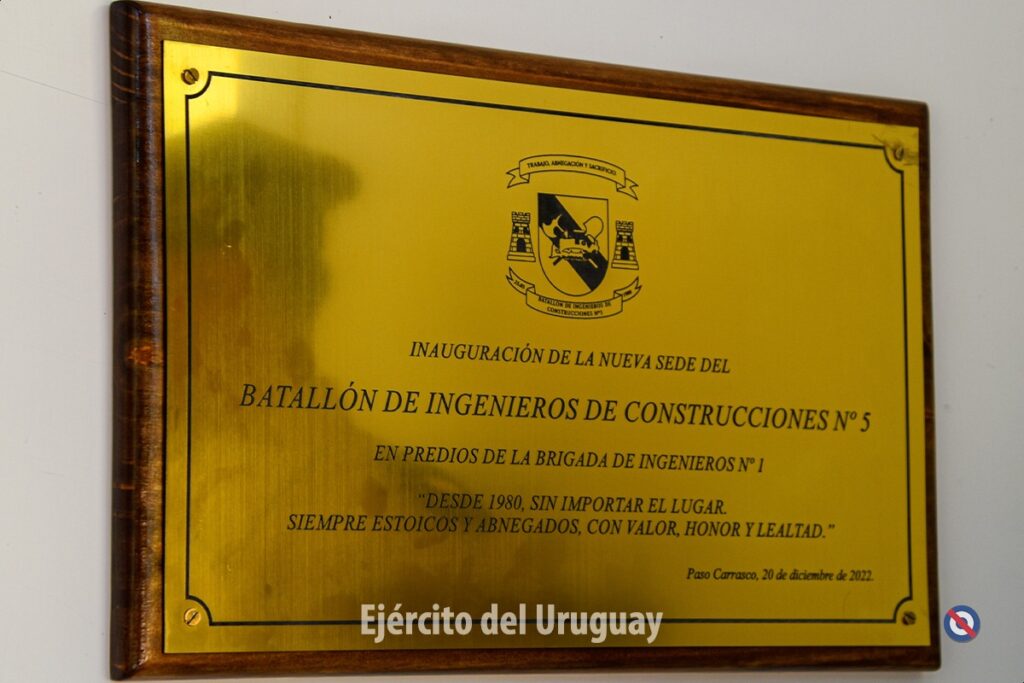 TRABAJO, ABNEGACIÓN Y SACRIFICIO
BATALLÓN DE INGENIEROS DE
CONSTRUCCIONES Nº5
INAUGURACIÓN DE LA NUEVA SEDE DEL
BATALLÓN DE INGENIEROS DE CONSTRUCCIONES Nº 5
EN PREDIOS DE LA BRIGADA DE INGENIEROS Nº 1
“DESDE 1980, SIN IMPORTAR EL LUGAR.
SIEMPRE ESTOICOS Y ABNEGADOS, CON VALOR, HONOR Y LEALTAD.”
Paso Carrasco, 20 de diciembre de 2022.
Ejército del Uruguay